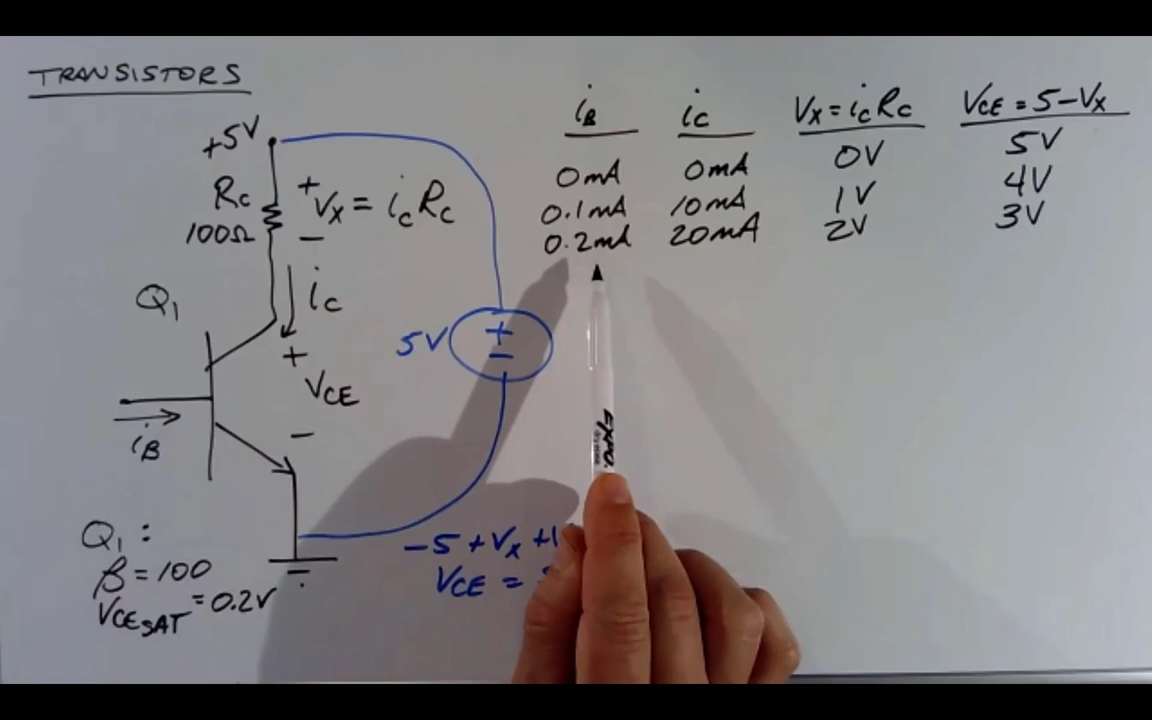 TRANSISTORS
+5V
Rc
100Ω
+
Vx = icRc
−
ic
Q1
+
VCE
−
iB
5V
+
−
Q1 :
β = 100
VCESAT = 0.2V
−5 + Vx +
VCE =
iB ic Vx = icRc VCE = 5 − Vx
0mA 0mA 0V 5V
0.1mA 10mA 1V 4V
0.2mA 20mA 2V 3V
EXPO